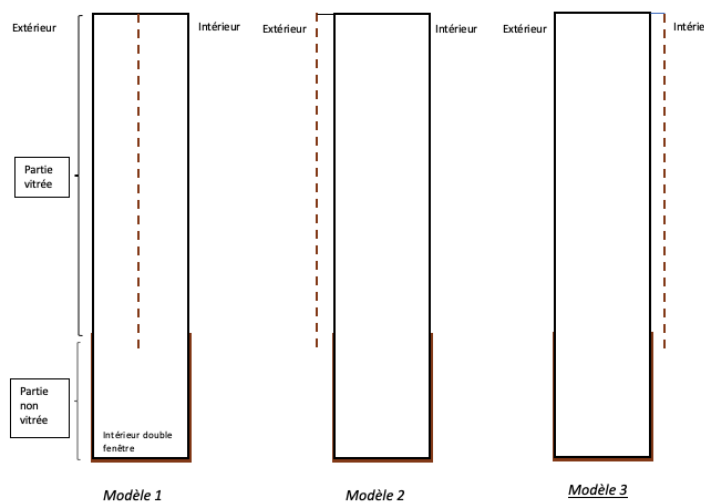 Extérieur
Intérieur
Extérieur
Intérieur
Extérieur
Intérie
Partie
vitrée
Partie
non
vitrée
Intérieur double
fenêtre
Modèle 1
Modèle 2
Modèle 3